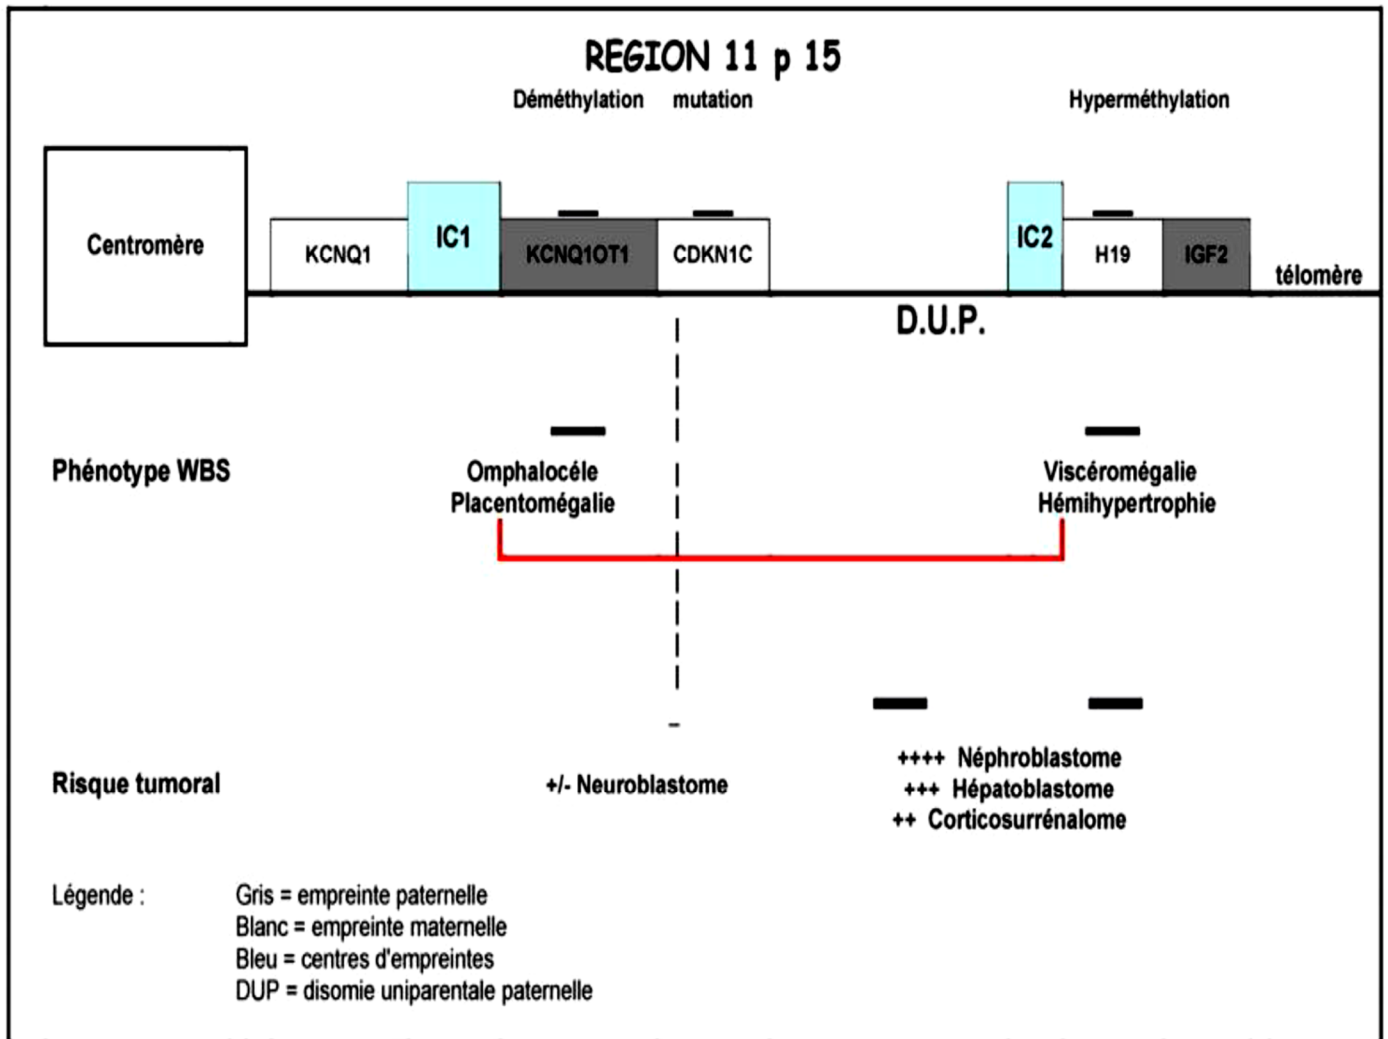 REGION 11 p 15
Déméthylation mutation Hyperméthylation
Centromère
KCNQ1
IC1
KCNQ1OT1
CDKN1C
IC2
H19
IGF2
télomère
D.U.P.
Phénotype WBS
Omphalocéle
Placentomégalie
Viscéromégalie
Hémihypertrophie
Risque tumoral
+/- Neuroblastome
++++ Néphroblastome
+++ Hépatoblastome
++ Corticosurrénalome
Légende :
Gris = empreinte paternelle
Blanc = empreinte maternelle
Bleu = centres d'empreintes
DUP = disomie uniparentale paternelle